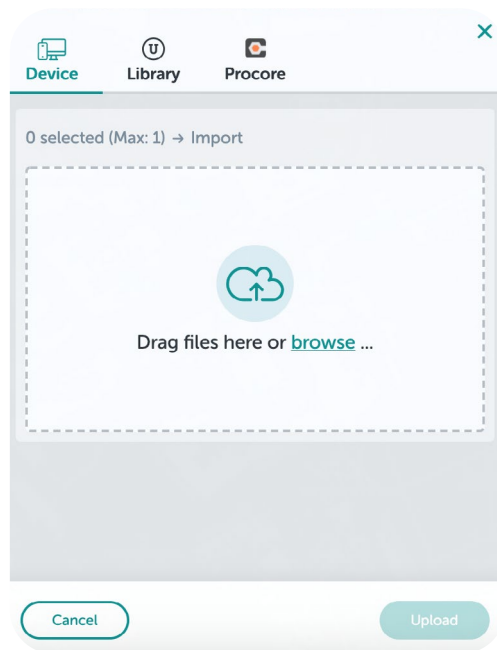 Device
Library
Procore
0 selected (Max: 1) → Import
Drag files here or browse ...
Cancel
Upload